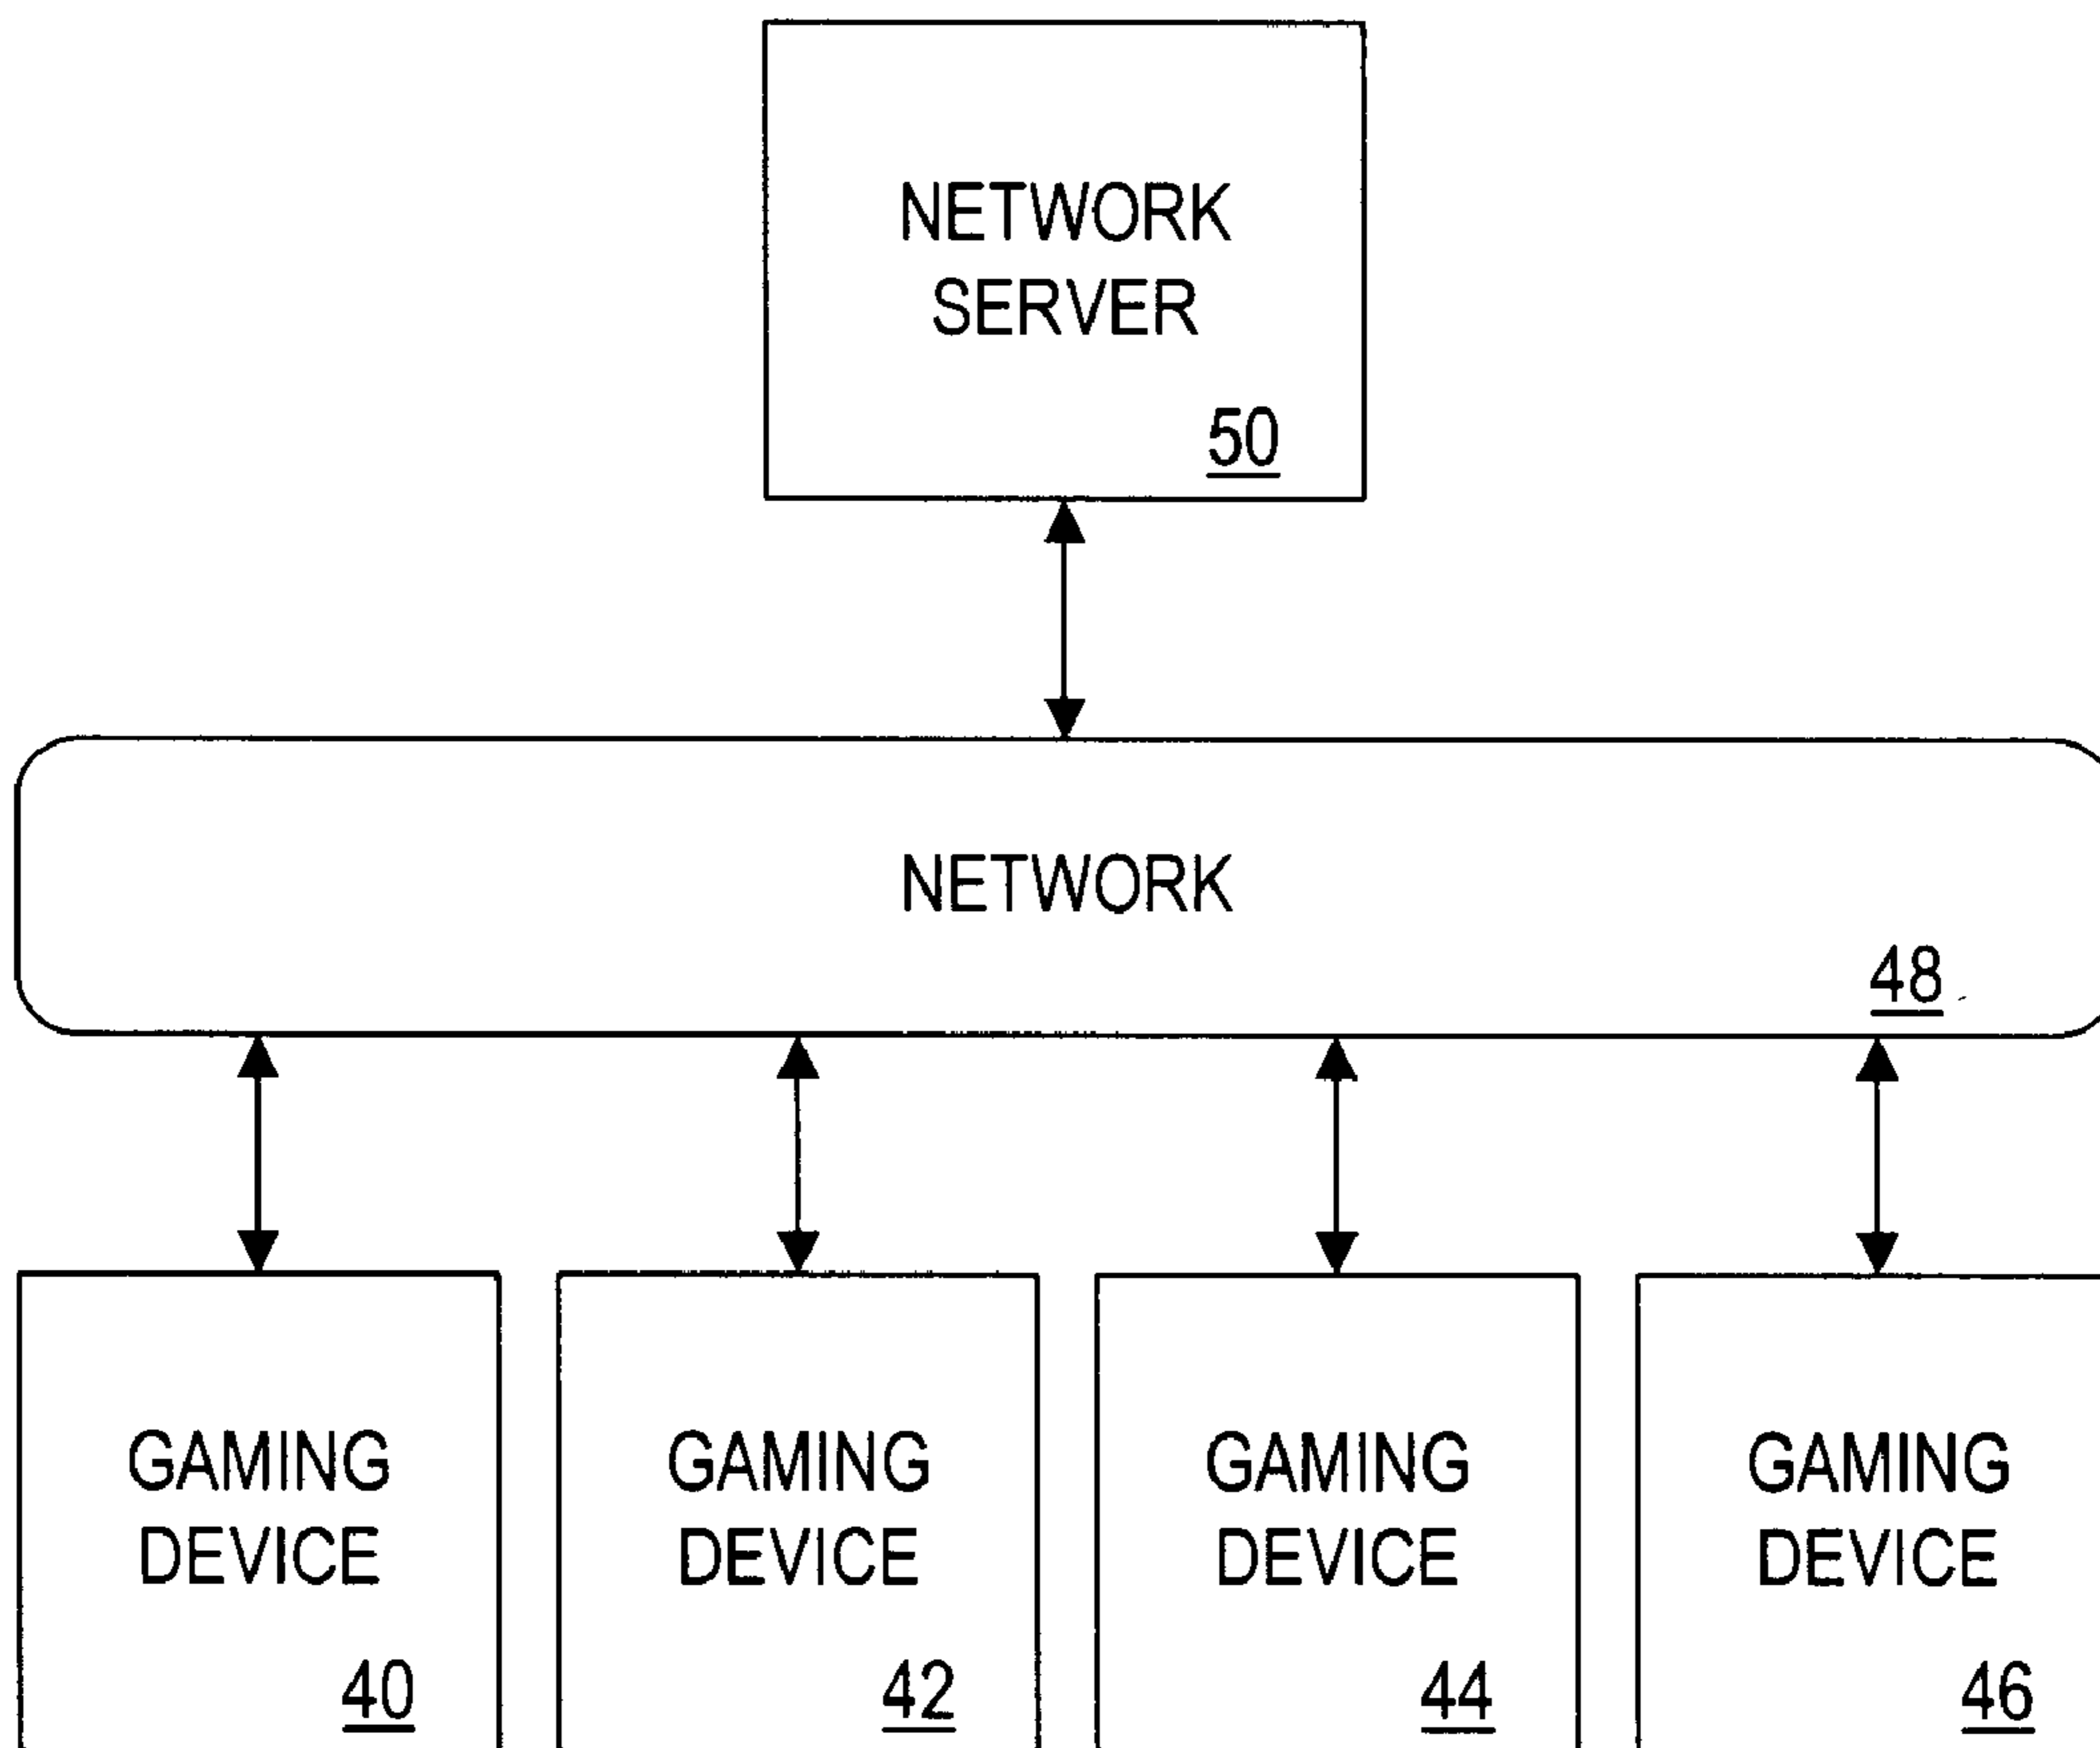 NETWORK
SERVER
50
NETWORK
48
GAMING
DEVICE
40
GAMING
DEVICE
42
GAMING
DEVICE
44
GAMING
DEVICE
46